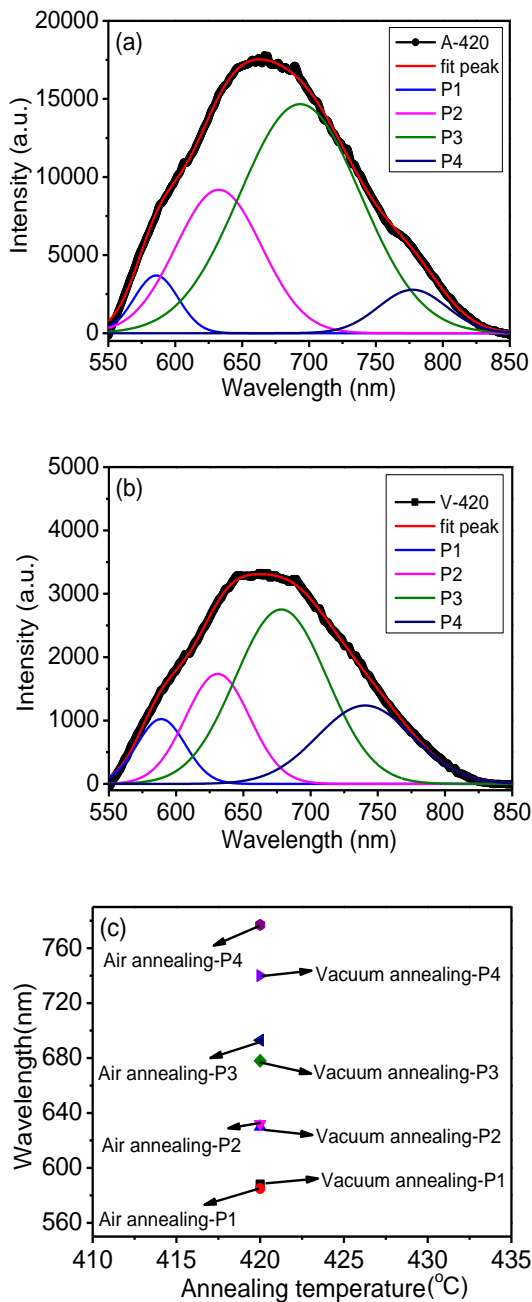 (a)
A-420
fit peak
P1
P2
P3
P4
20000
15000
10000
5000
0
Intensity (a.u.)
550 600 650 700 750 800 850
Wavelength (nm)
(b)
V-420
fit peak
P1
P2
P3
P4
5000
4000
3000
2000
1000
0
Intensity (a.u.)
550 600 650 700 750 800 850
Wavelength (nm)
(c)
760
720
680
640
600
560
Wavelength(nm)
Air annealing-P4
Vacuum annealing-P4
Air annealing-P3
Vacuum annealing-P3
Air annealing-P2
Vacuum annealing-P2
Vacuum annealing-P1
Air annealing-P1
410 415 420 425 430 435
Annealing temperature(°C)